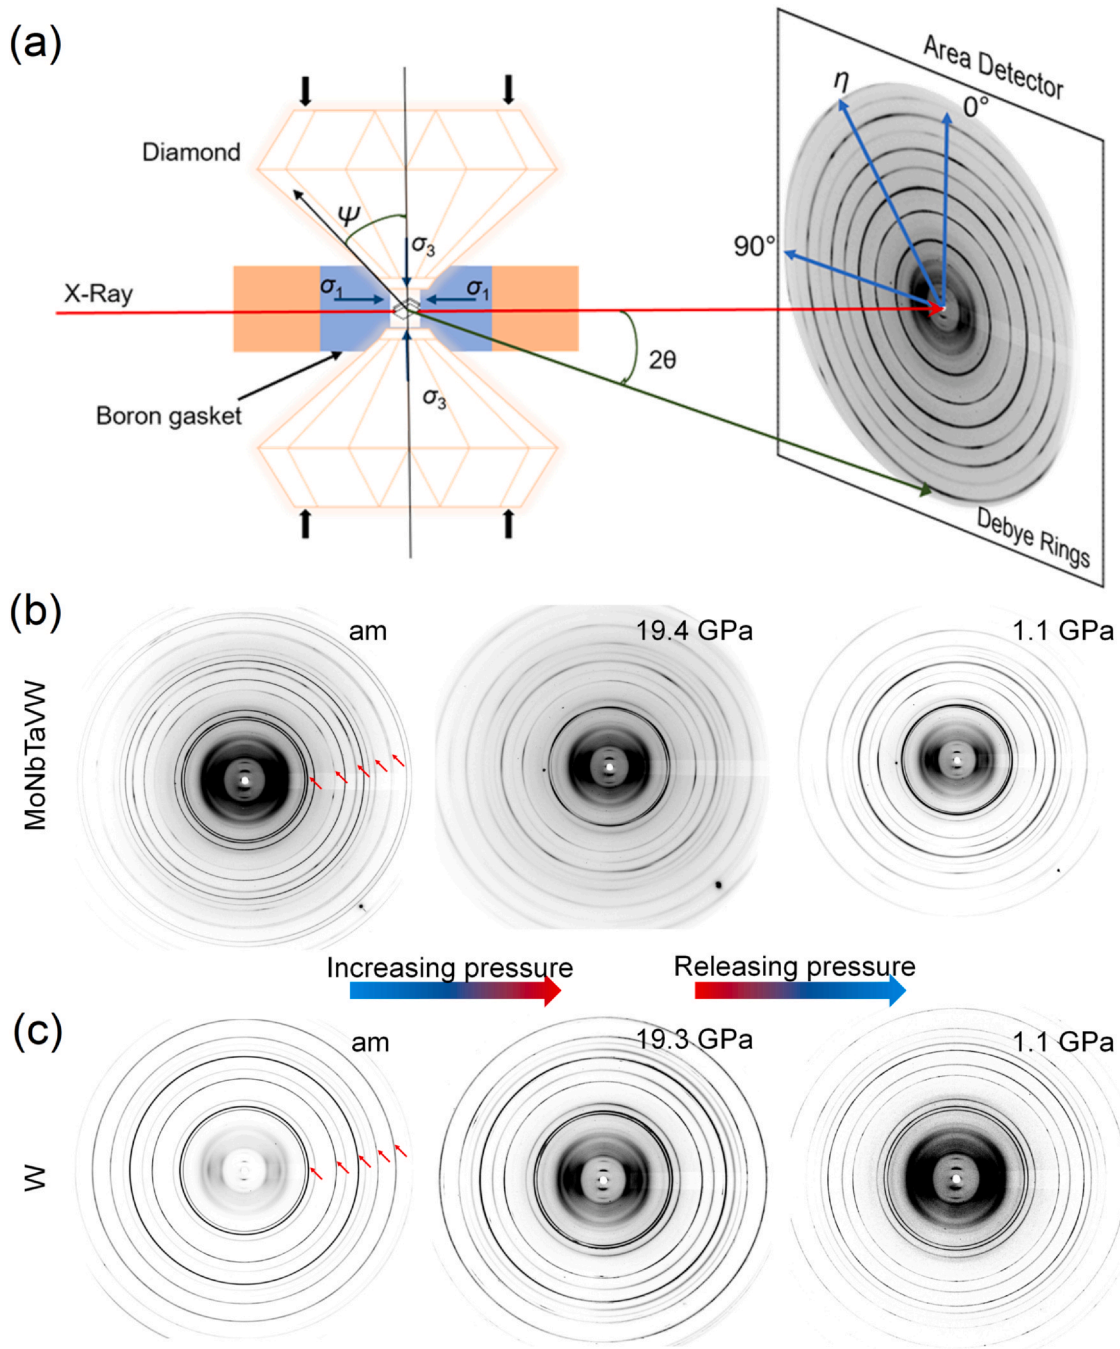 (a)
Area Detector
η
0°
Diamond
Ψ
σ3
90°
X-Ray
σ1
σ1
2θ
σ3
Boron gasket
Debye Rings
(b)
am
19.4 GPa
1.1 GPa
MoNbTaVW
Increasing pressure
Releasing pressure
(c)
am
19.3 GPa
1.1 GPa
W